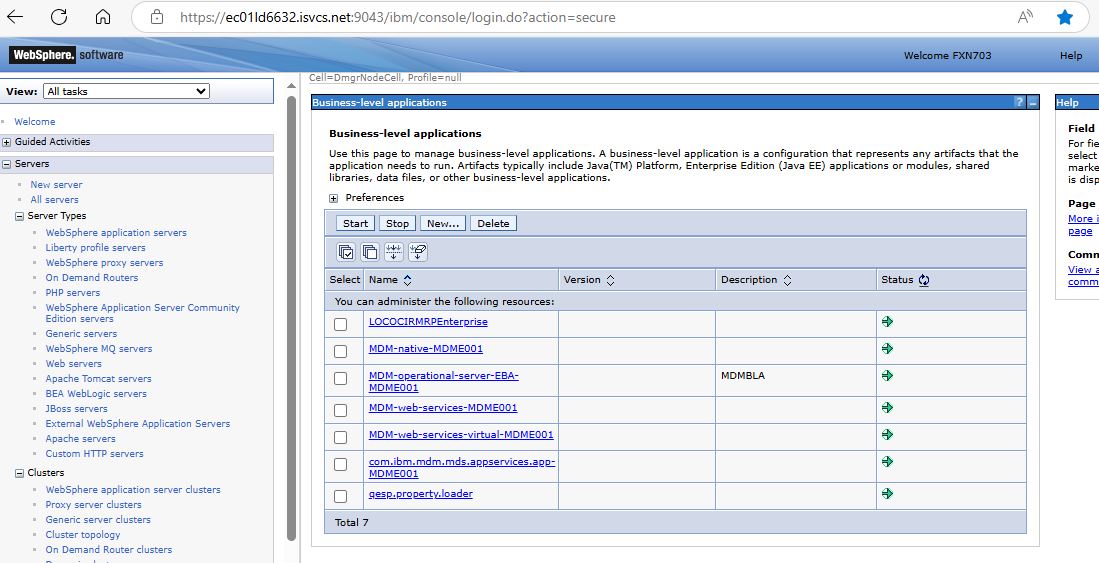 https://ec01ld6632.isvcs.net:9043/ibm/console/login.do?action=secure
WebSphere. software
Welcome FXN703
Help
View: All tasks
Welcome
Guided Activities
Servers
New server
All servers
Server Types
WebSphere application servers
Liberty profile servers
WebSphere proxy servers
On Demand Routers
PHP servers
WebSphere Application Server Community
Edition servers
Generic servers
WebSphere MQ servers
Web servers
Apache Tomcat servers
BEA WebLogic servers
JBoss servers
External WebSphere Application Servers
Apache servers
Custom HTTP servers
Clusters
WebSphere application server clusters
Proxy server clusters
Generic server clusters
Cluster topology
On Demand Router clusters
Cell=DmgrNodeCell, Profile=null
Business-level applications
Business-level applications
Use this page to manage business-level applications. A business-level application is a configuration that represents any artifacts that the
application needs to run. Artifacts typically include Java(TM) Platform, Enterprise Edition (Java EE) applications or modules, shared
libraries, data files, or other business-level applications.
Preferences
Start Stop New... Delete
Select Name Version Description Status
You can administer the following resources:
LOCOCIRMRPEnterprise
MDM-native-MDME001
MDM-operational-server-EBA-
MDME001
MDMBLA
MDM-web-services-MDME001
MDM-web-services-virtual-MDME001
com.ibm.mdm.mds.appservices.app-
MDME001
qesp.property.loader
Total 7
Help
Field
For fie
select
marke
is disp
Page
More i
page
Comm
View a
comm